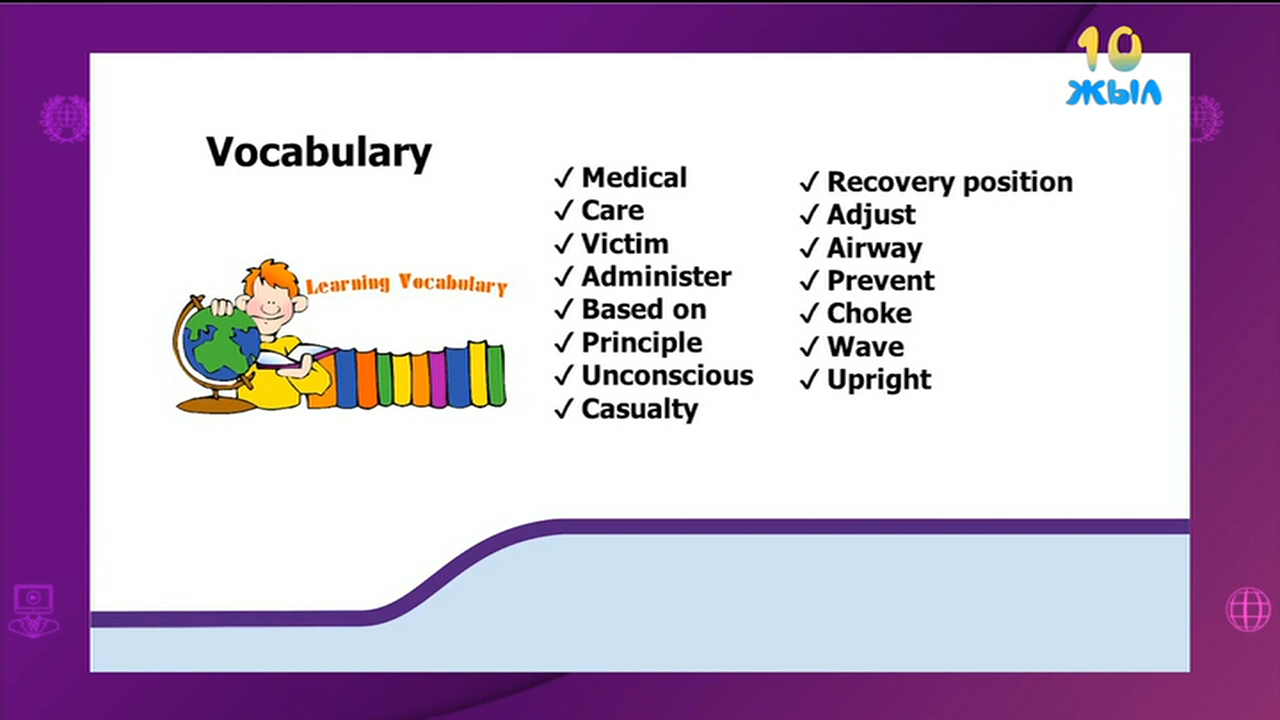 10
ЖЫЛ
Vocabulary
Learning Vocabulary
✓ Medical
✓ Care
✓ Victim
✓ Administer
✓ Based on
✓ Principle
✓ Unconscious
✓ Casualty
✓ Recovery position
✓ Adjust
✓ Airway
✓ Prevent
✓ Choke
✓ Wave
✓ Upright